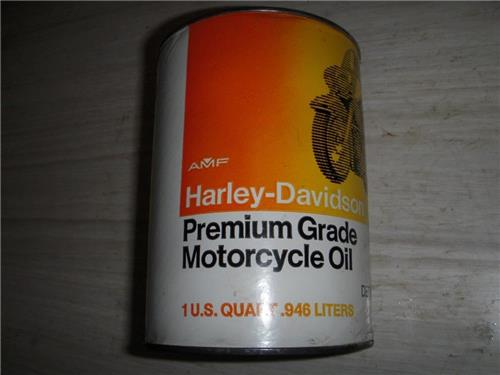 AMF
Harley-Davidson
Premium Grade
Motorcycle Oil
1 U.S. QUART .946 LITERS